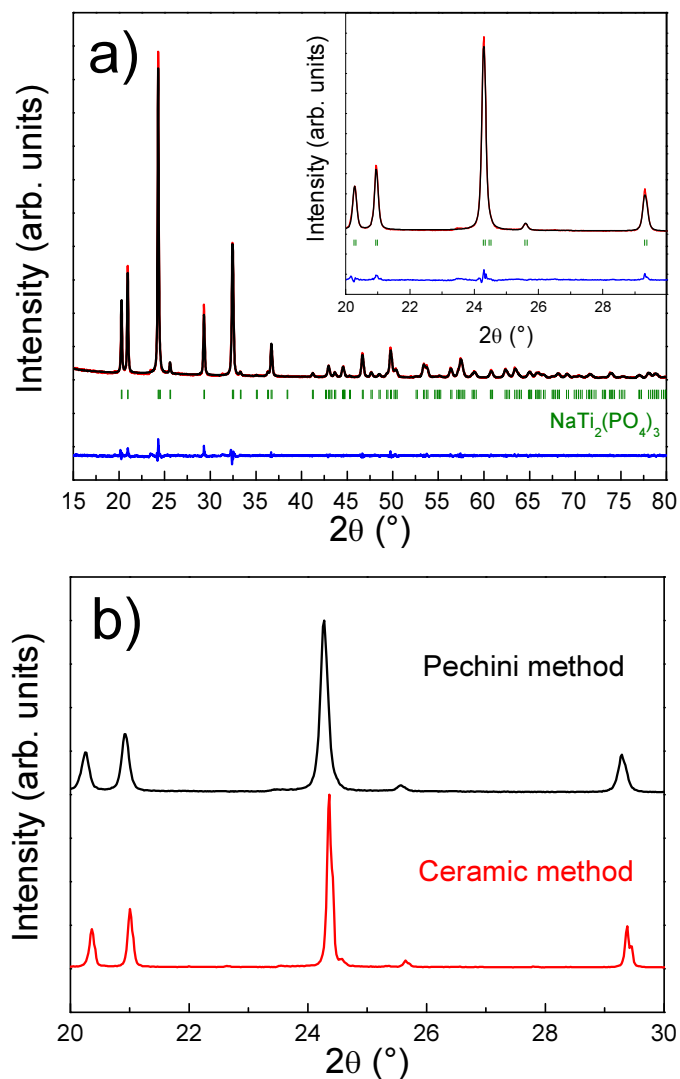 a)
Intensity (arb. units)
Intensity (arb. units)
20 22 24 26 28
2θ (°)
NaTi₂(PO₄)₃
15 20 25 30 35 40 45 50 55 60 65 70 75 80
2θ (°)
b)
Intensity (arb. units)
Pechini method
Ceramic method
20 22 24 26 28 30
2θ (°)